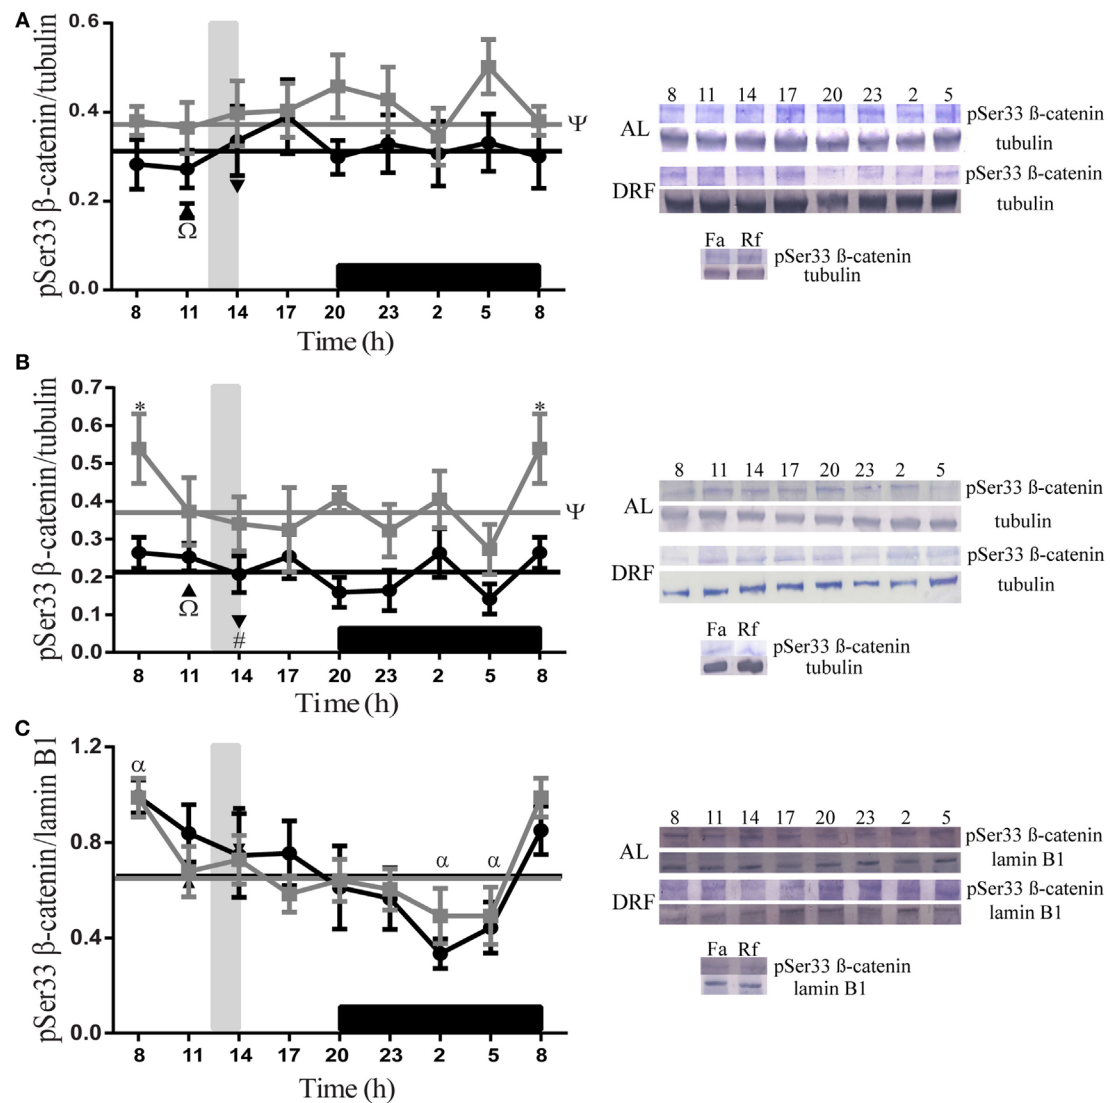 A
pSer33 β-catenin/tubulin
0.6
0.4
0.2
0.0
Ψ
Ω
8 11 14 17 20 23 2 5 8
Time (h)
8 11 14 17 20 23 2 5
AL
pSer33 ß-catenin
tubulin
DRF
pSer33 ß-catenin
tubulin
Fa Rf
pSer33 ß-catenin
tubulin
B
pSer33 β-catenin/tubulin
0.7
0.6
0.5
0.4
0.3
0.2
0.1
0.0
* *
Ψ
Ω
#
8 11 14 17 20 23 2 5 8
Time (h)
8 11 14 17 20 23 2 5
AL
pSer33 ß-catenin
tubulin
DRF
pSer33 ß-catenin
tubulin
Fa Rf
pSer33 ß-catenin
tubulin
C
pSer33 β-catenin/lamin B1
1.2
0.8
0.4
0.0
α α α
8 11 14 17 20 23 2 5 8
Time (h)
8 11 14 17 20 23 2 5
AL
pSer33 ß-catenin
lamin B1
DRF
pSer33 ß-catenin
lamin B1
Fa Rf
pSer33 ß-catenin
lamin B1